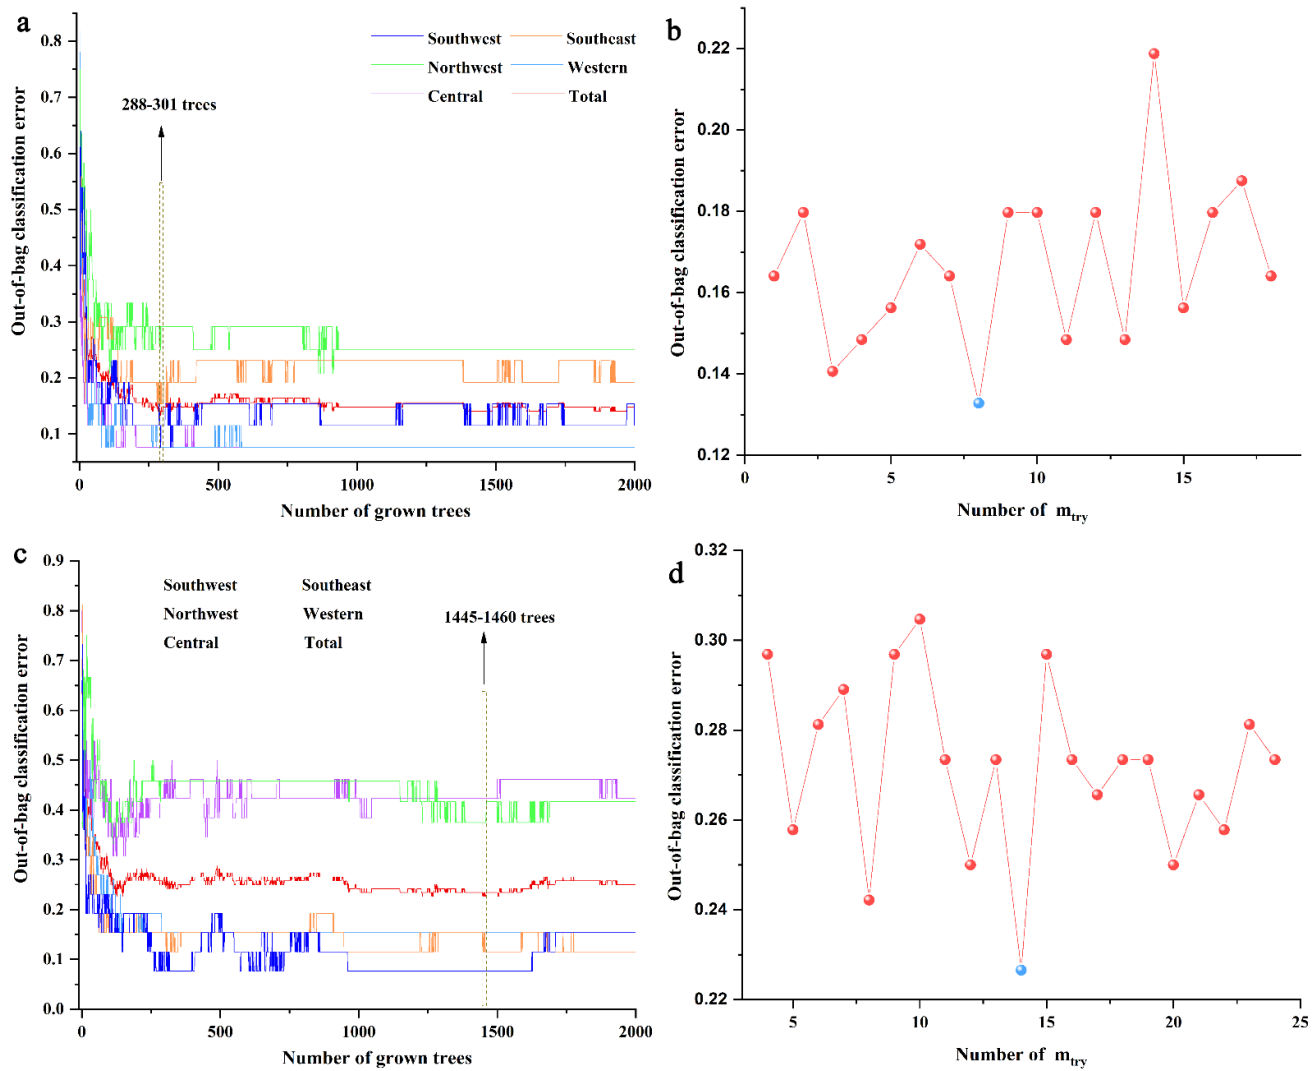 a
Out-of-bag classification error
0.8
0.7
0.6
0.5
0.4
0.3
0.2
0.1
0
500
1000
1500
2000
Number of grown trees
Southwest Southeast
Northwest Western
Central Total
288-301 trees
b
Out-of-bag classification error
0.22
0.20
0.18
0.16
0.14
0.12
0
5
10
15
Number of mtry
c
Out-of-bag classification error
0.9
0.8
0.7
0.6
0.5
0.4
0.3
0.2
0.1
0.0
0
500
1000
1500
2000
Number of grown trees
Southwest Southeast
Northwest Western
Central Total
1445-1460 trees
d
Out-of-bag classification error
0.32
0.30
0.28
0.26
0.24
0.22
5
10
15
20
25
Number of mtry